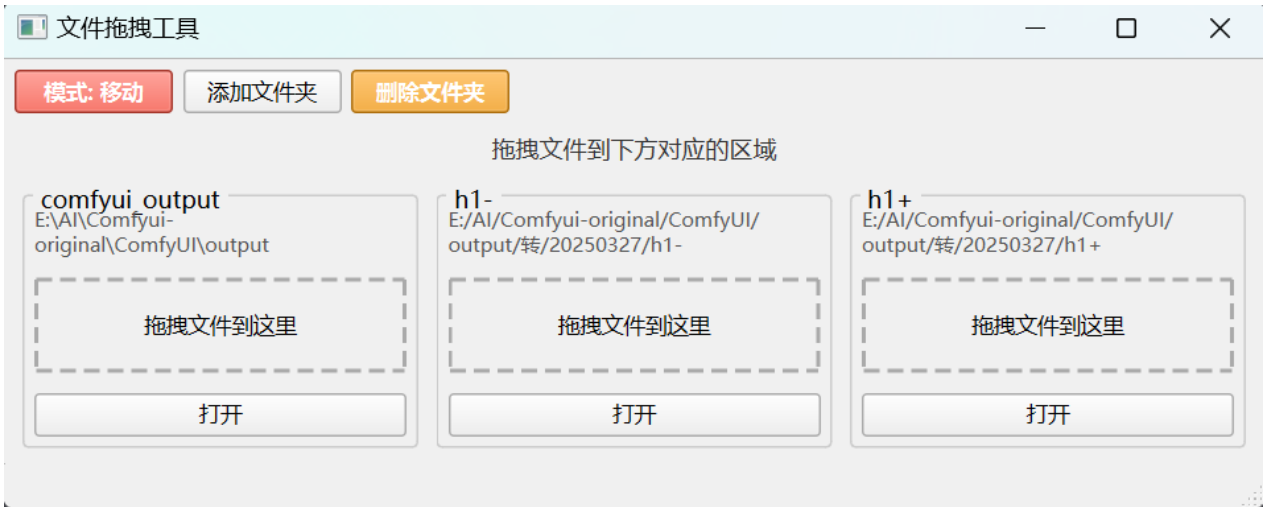 文件拖拽工具
模式: 移动 添加文件夹 删除文件夹
拖拽文件到下方对应的区域
comfyui_output
E:\AI\Comfyui-
original\ComfyUI\output
拖拽文件到这里
打开
h1-
E:/AI/Comfyui-original/ComfyUI/
output/转/20250327/h1-
拖拽文件到这里
打开
h1+
E:/AI/Comfyui-original/ComfyUI/
output/转/20250327/h1+
拖拽文件到这里
打开